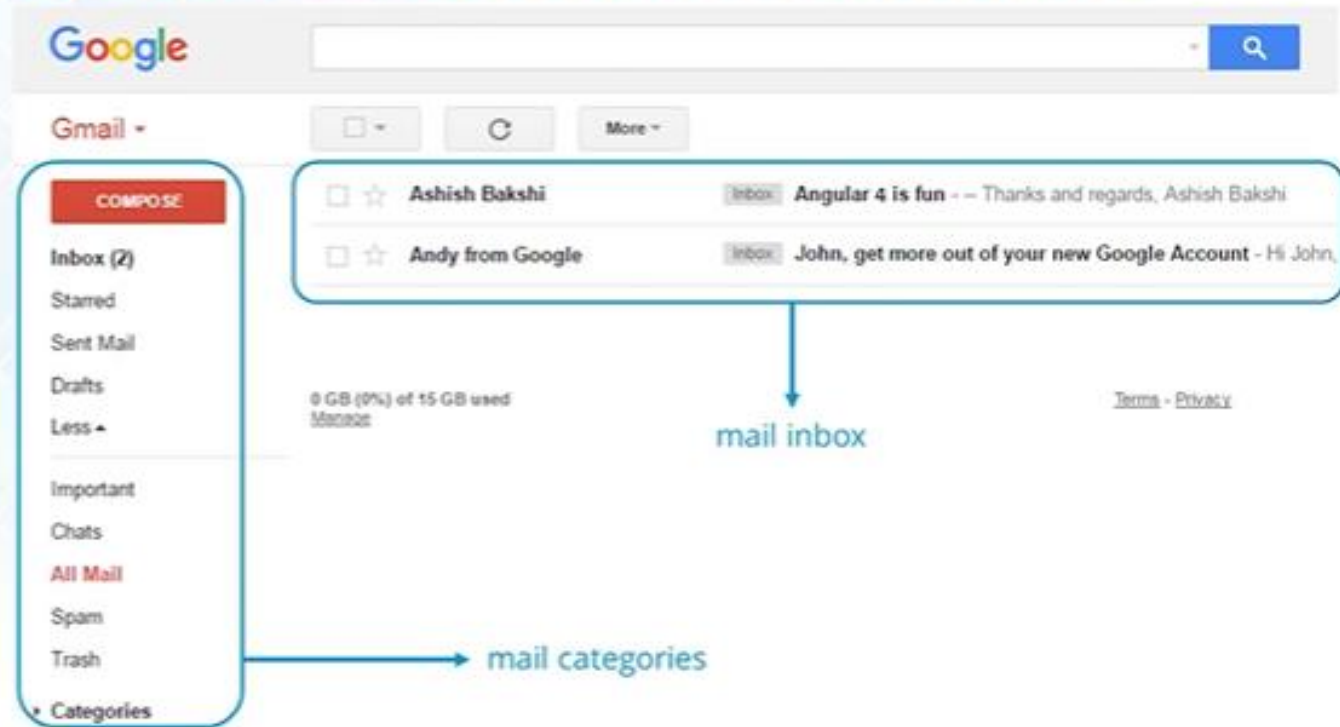 Google
Gmail
More
COMPOSE
Inbox (2)
Starred
Sent Mail
Drafts
Less
Important
Chats
All Mail
Spam
Trash
Categories
Ashish Bakshi Inbox Angular 4 is fun - – Thanks and regards, Ashish Bakshi
Andy from Google Inbox John, get more out of your new Google Account - Hi John,
0 GB (0%) of 15 GB used
Manage
Terms - Privacy
mail inbox
mail categories